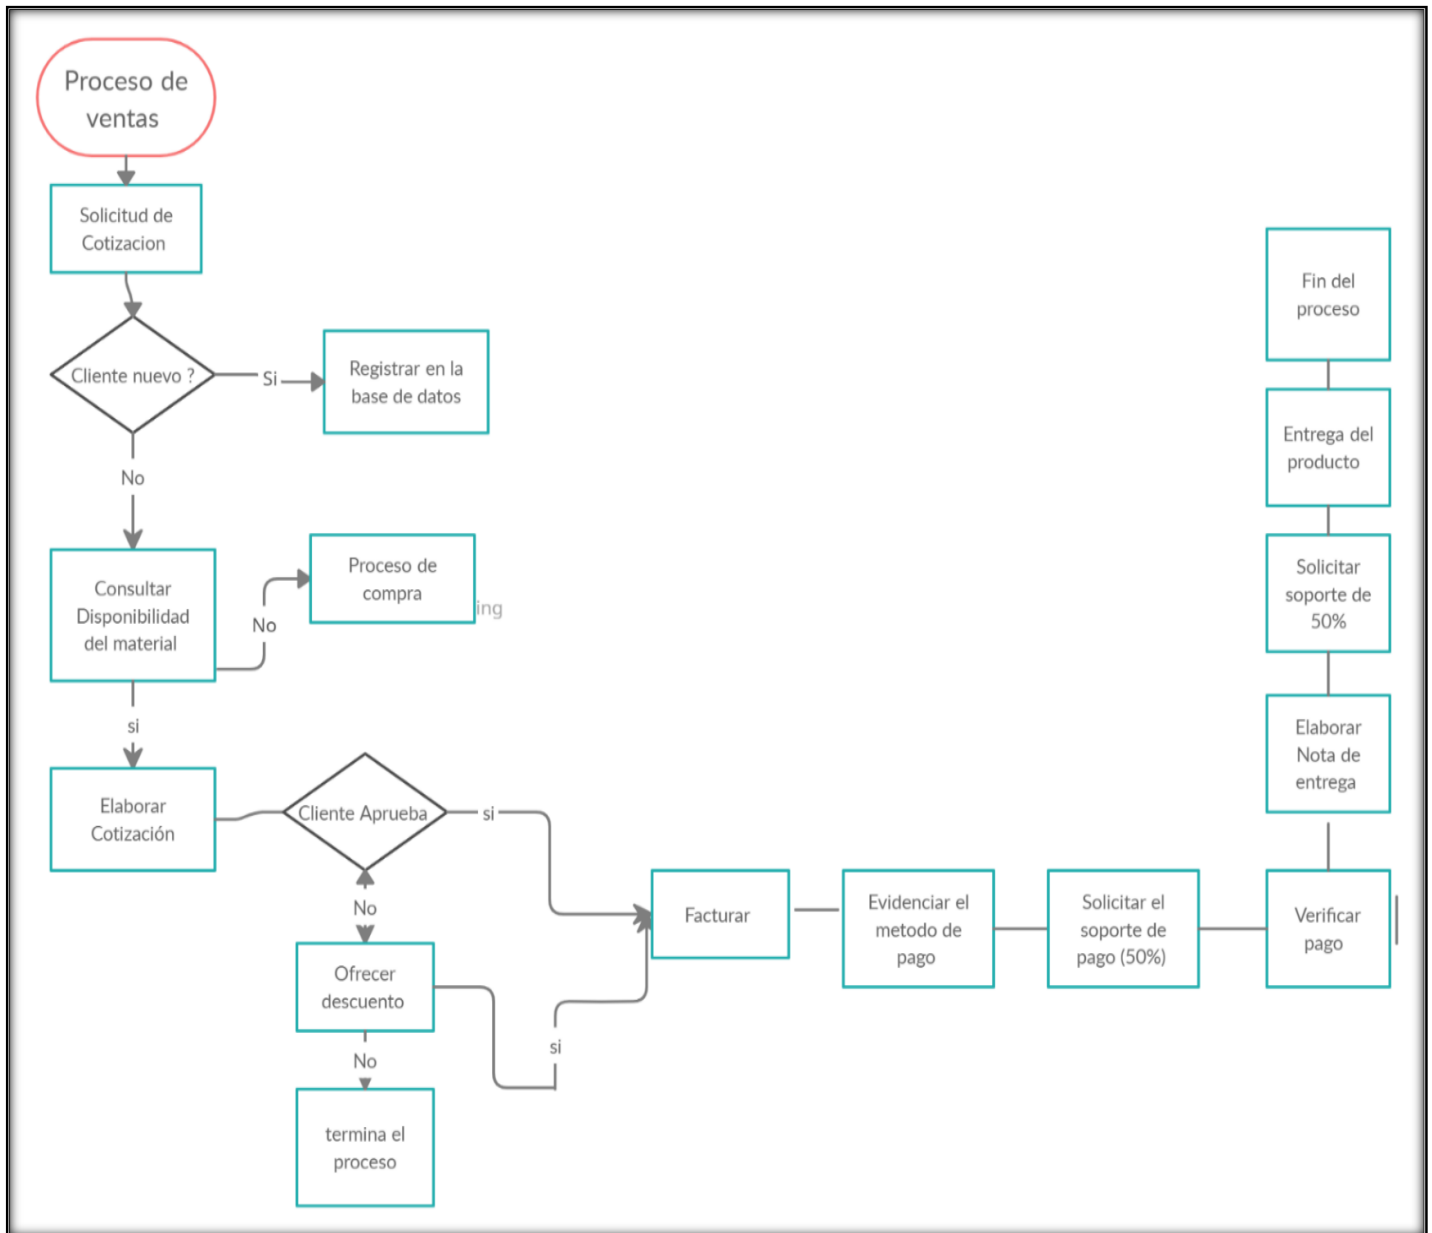 Proceso de
ventas
Solicitud de
Cotizacion
Cliente nuevo ?
Si
Registrar en la
base de datos
No
Consultar
Disponibilidad
del material
No
Proceso de
compra
ing
si
Elaborar
Cotización
Cliente Aprueba
si
No
Ofrecer
descuento
si
No
termina el
proceso
Facturar
Evidenciar el
metodo de
pago
Solicitar el
soporte de
pago (50%)
Verificar
pago
Elaborar
Nota de
entrega
Solicitar
soporte de
50%
Entrega del
producto
Fin del
proceso